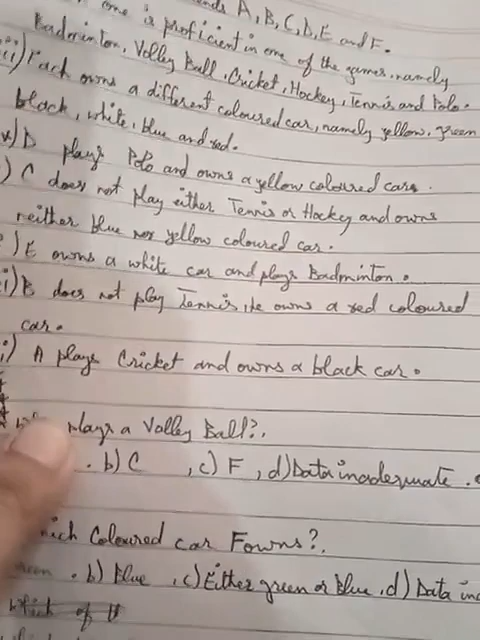 A, B, C, D, E and F.
one is proficient in one of the games, namely
Badminton, Volley Ball, Cricket, Hockey, Tennis and Polo.
ii) Each owns a different coloured car, namely yellow, green
black, white, blue and red.
v) D plays Polo and owns a yellow coloured car.
) C does not play either Tennis or Hockey and owns
neither blue nor yellow coloured car.
) E owns a white car and plays Badminton.
i) B does not play Tennis, He owns a red coloured
car.
i) A plays Cricket and owns a black car.
plays a Volley Ball?,
. b) C , c) F , d) Data inadequate .
Coloured car F owns?,
. b) Blue , c) Either green or Blue , d) Data